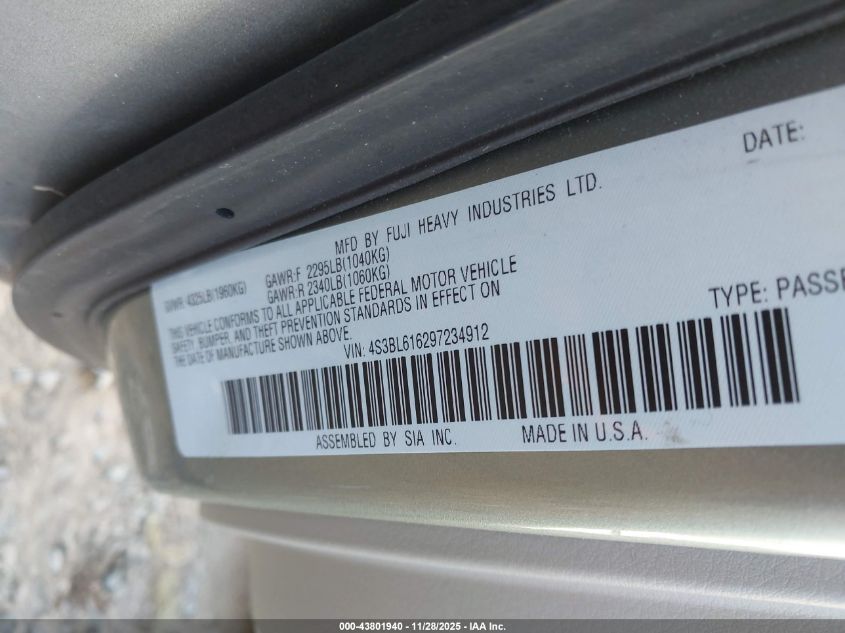 DATE:
MFD BY FUJI HEAVY INDUSTRIES LTD.
GVWR: 4325LB(1960KG) GAWR:F 2295LB(1040KG)
GAWR:R 2340LB(1060KG)
THIS VEHICLE CONFORMS TO ALL APPLICABLE FEDERAL MOTOR VEHICLE
SAFETY, BUMPER, AND THEFT PREVENTION STANDARDS IN EFFECT ON
THE DATE OF MANUFACTURE SHOWN ABOVE.
VIN: 4S3BL616297234912 TYPE: PASSE
ASSEMBLED BY SIA INC. MADE IN U.S.A.
000-43801940 - 11/28/2025 - IAA Inc.